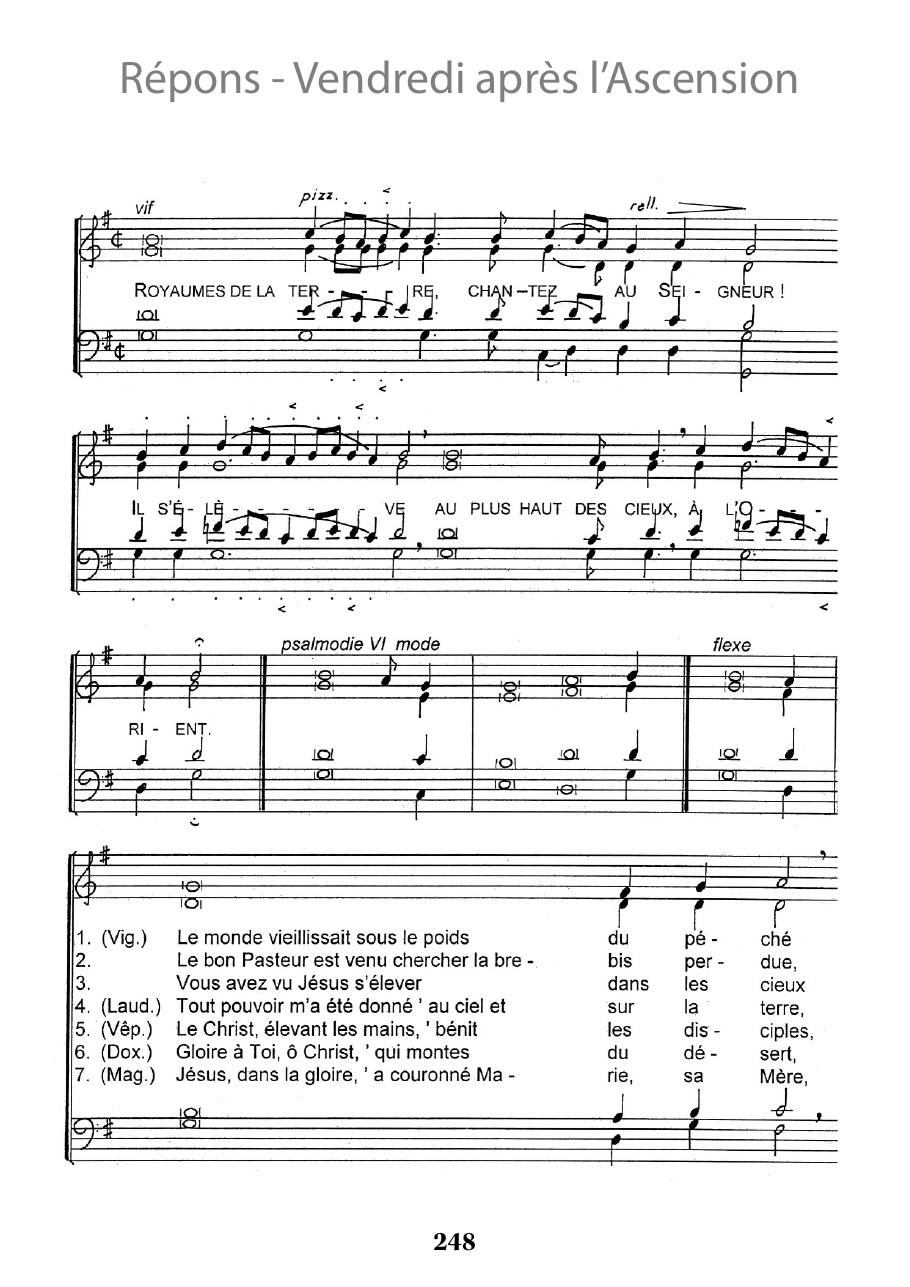 Répons - Vendredi après l’Ascension
vif
pizz.
rell.
ROYAUMES DE LA TER - - - RE, CHAN – TEZ AU SEI - GNEUR !
IL S'É - LÈ - - - - - - VE AU PLUS HAUT DES CIEUX, À L'O - - - -
psalmodie VI mode
flexe
RI - ENT.
1. (Vig.) Le monde vieillissait sous le poids du pé - ché
2. Le bon Pasteur est venu chercher la bre - bis per - due,
3. Vous avez vu Jésus s'élever dans les cieux
4. (Laud.) Tout pouvoir m'a été donné ' au ciel et sur la terre,
5. (Vêp.) Le Christ, élevant les mains, ' bénit les dis - ciples,
6. (Dox.) Gloire à Toi, ô Christ, ' qui montes du dé - sert,
7. (Mag.) Jésus, dans la gloire, ' a couronné Ma - rie, sa Mère,
248